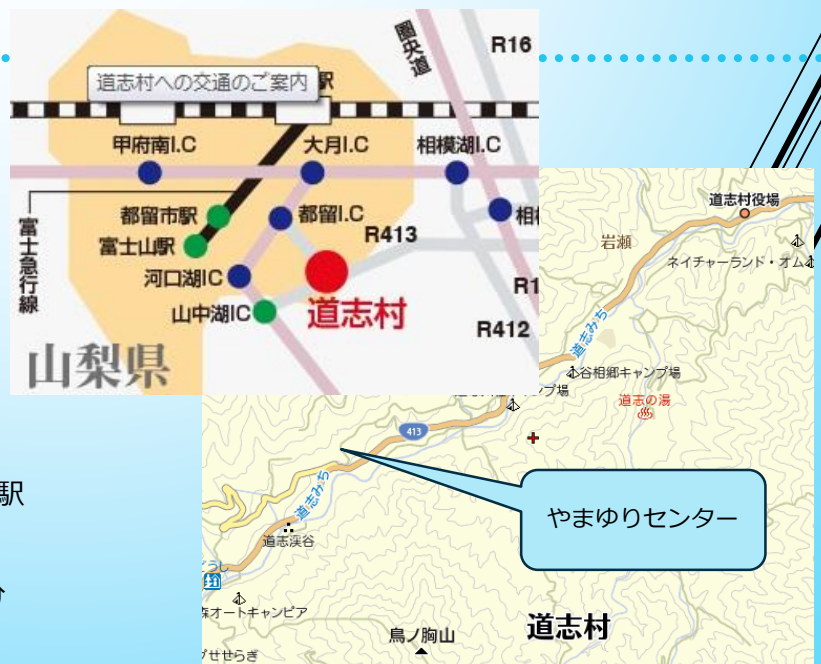 道志村への交通のご案内
駅
圏央道
R16
甲府南I.C
大月I.C
相模湖I.C
都留市駅
都留I.C
富士山駅
R413
河口湖IC
山中湖IC
道志村
富士急行線
R412
山梨県
道志村役場
岩瀬
ネイチャーランド・オム
道志みち
谷相郷キャンプ場
道志の湯
413
道志みち
やまゆりセンター
道志渓谷
森オートキャンピア
鳥ノ胸山
道志村
せせらぎ
駅